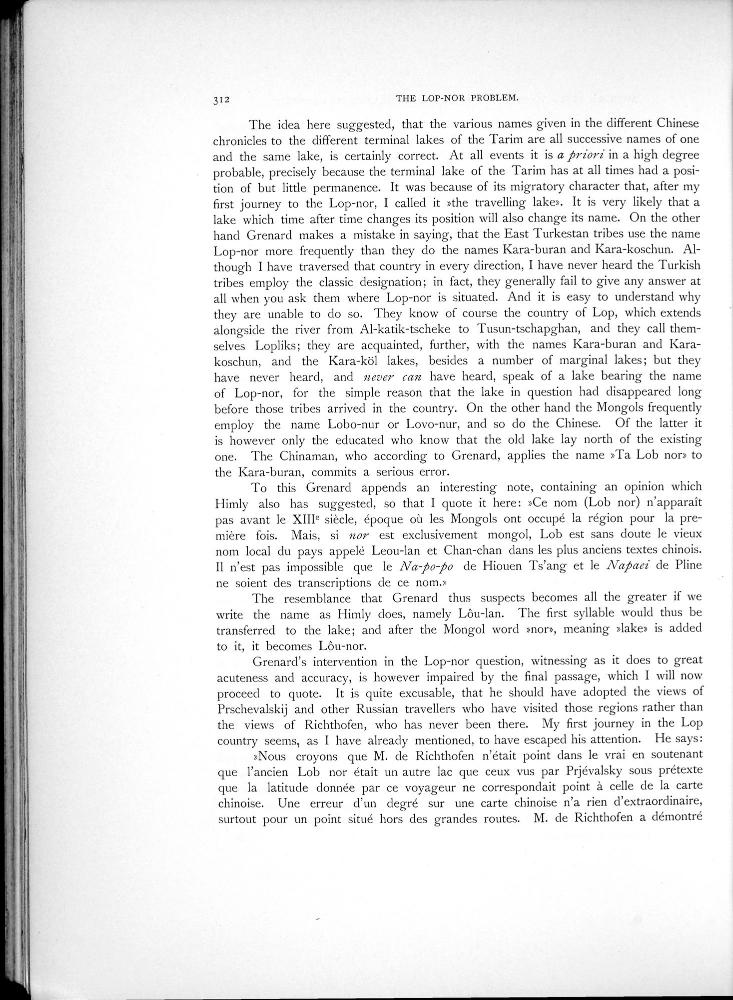 312 THE LOP-NOR PROBLEM.
The idea here suggested, that the various names given in the different Chinese
chronicles to the different terminal lakes of the Tarim are all successive names of one
and the same lake, is certainly correct. At all events it is a priori in a high degree
probable, precisely because the terminal lake of the Tarim has at all times had a posi-
tion of but little permanence. It was because of its migratory character that, after my
first journey to the Lop-nor, I called it »the travelling lake». It is very likely that a
lake which time after time changes its position will also change its name. On the other
hand Grenard makes a mistake in saying, that the East Turkestan tribes use the name
Lop-nor more frequently than they do the names Kara-buran and Kara-koschun. Al-
though I have traversed that country in every direction, I have never heard the Turkish
tribes employ the classic designation; in fact, they generally fail to give any answer at
all when you ask them where Lop-nor is situated. And it is easy to understand why
they are unable to do so. They know of course the country of Lop, which extends
alongside the river from Al-katik-tscheke to Tusun-tschapghan, and they call them-
selves Lopliks; they are acquainted, further, with the names Kara-buran and Kara-
koschun, and the Kara-köl lakes, besides a number of marginal lakes; but they
have never heard, and never can have heard, speak of a lake bearing the name
of Lop-nor, for the simple reason that the lake in question had disappeared long
before those tribes arrived in the country. On the other hand the Mongols frequently
employ the name Lobo-nur or Lovo-nur, and so do the Chinese. Of the latter it
is however only the educated who know that the old lake lay north of the existing
one. The Chinaman, who according to Grenard, applies the name »Ta Lob nor» to
the Kara-buran, commits a serious error.
To this Grenard appends an interesting note, containing an opinion which
Himly also has suggested, so that I quote it here: »Ce nom (Lob nor) n'apparaît
pas avant le XIIIe siècle, époque où les Mongols ont occupé la région pour la pre-
mière fois. Mais, si nor est exclusivement mongol, Lob est sans doute le vieux
nom local du pays appelé Leou-lan et Chan-chan dans les plus anciens textes chinois.
Il n'est pas impossible que le Na-po-po de Hiouen Ts'ang et le Napaei de Pline
ne soient des transcriptions de ce nom.»
The resemblance that Grenard thus suspects becomes all the greater if we
write the name as Himly does, namely Lôu-lan. The first syllable would thus be
transferred to the lake; and after the Mongol word »nor», meaning »lake» is added
to it, it becomes Lôu-nor.
Grenard's intervention in the Lop-nor question, witnessing as it does to great
acuteness and accuracy, is however impaired by the final passage, which I will now
proceed to quote. It is quite excusable, that he should have adopted the views of
Prschevalskij and other Russian travellers who have visited those regions rather than
the views of Richthofen, who has never been there. My first journey in the Lop
country seems, as I have already mentioned, to have escaped his attention. He says:
»Nous croyons que M. de Richthofen n'était point dans le vrai en soutenant
que l'ancien Lob nor était un autre lac que ceux vus par Prjévalsky sous prétexte
que la latitude donnée par ce voyageur ne correspondait point à celle de la carte
chinoise. Une erreur d'un degré sur une carte chinoise n'a rien d'extraordinaire,
surtout pour un point situé hors des grandes routes. M. de Richthofen a démontré